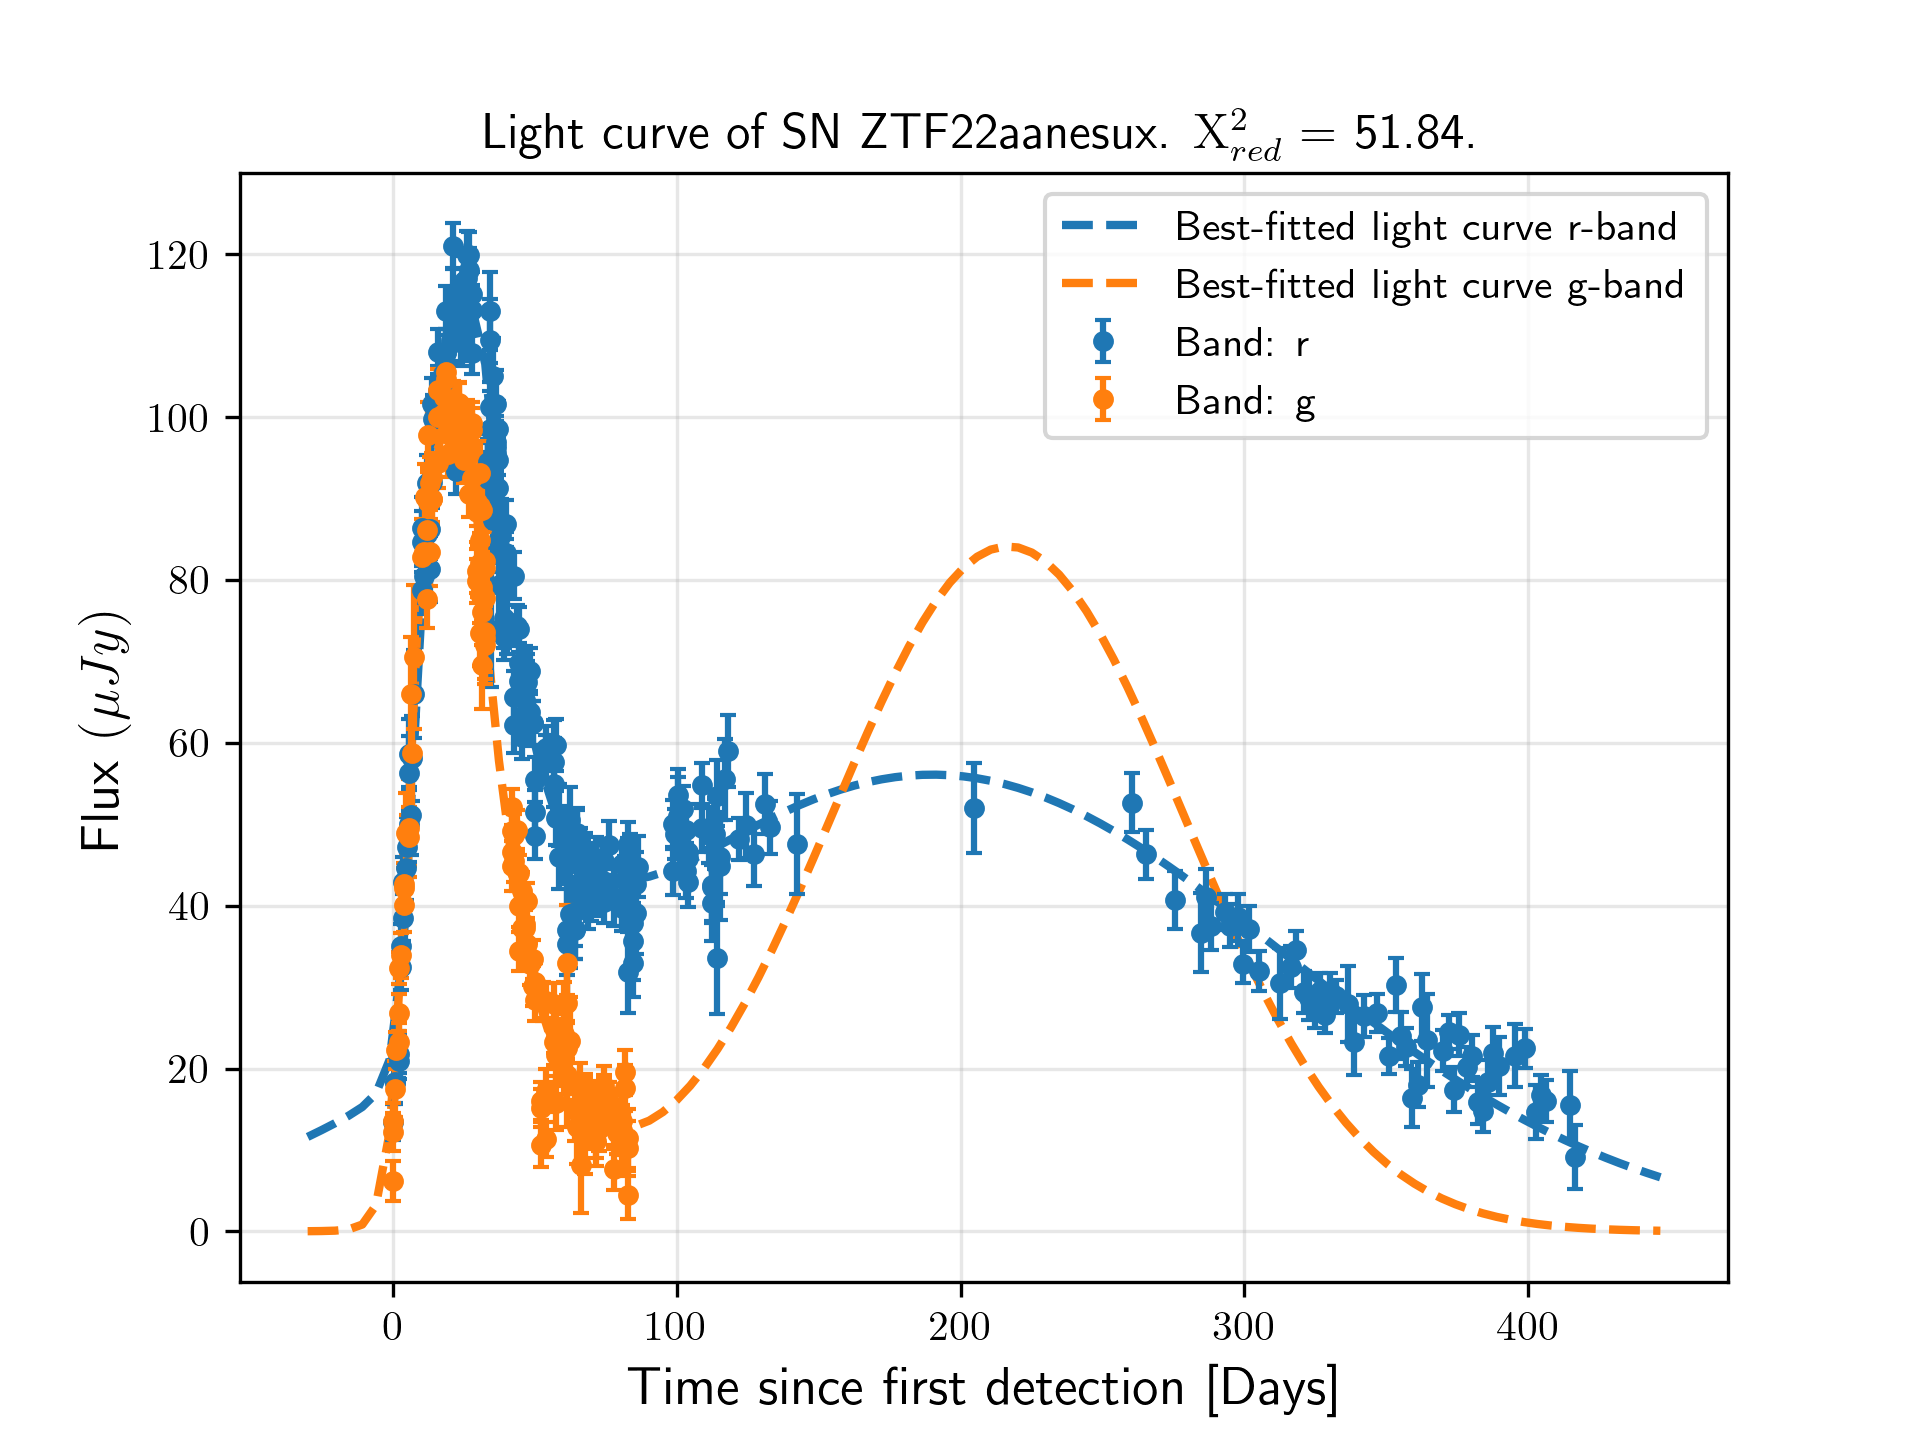 Light curve of SN ZTF22aanesux. X²_red = 51.84.
Best-fitted light curve r-band
Best-fitted light curve g-band
Band: r
Band: g
120
100
80
60
40
20
0
Flux (μJy)
0 100 200 300 400
Time since first detection [Days]